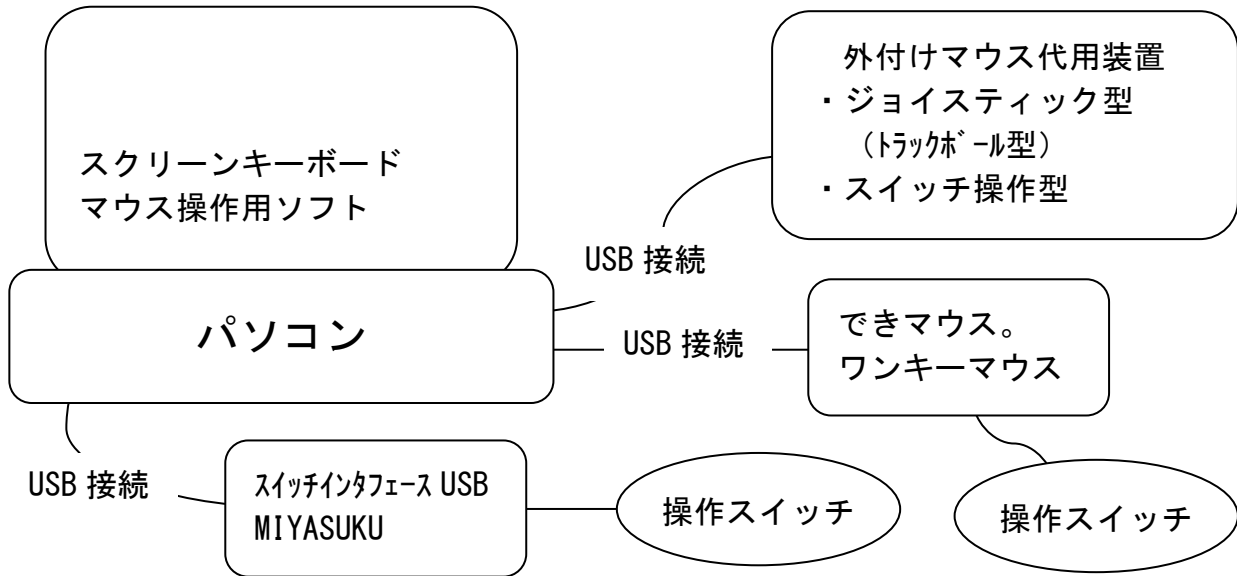 スクリーンキーボード
マウス操作用ソフト
パソコン
外付けマウス代用装置
・ジョイスティック型
（ﾄﾗｯｸﾎﾞｰﾙ型）
・スイッチ操作型
USB 接続
USB 接続
できマウス。
ワンキーマウス
USB 接続
ｽｲｯﾁｲﾝﾀﾌｪｰｽ USB
MIYASUKU
操作スイッチ
操作スイッチ